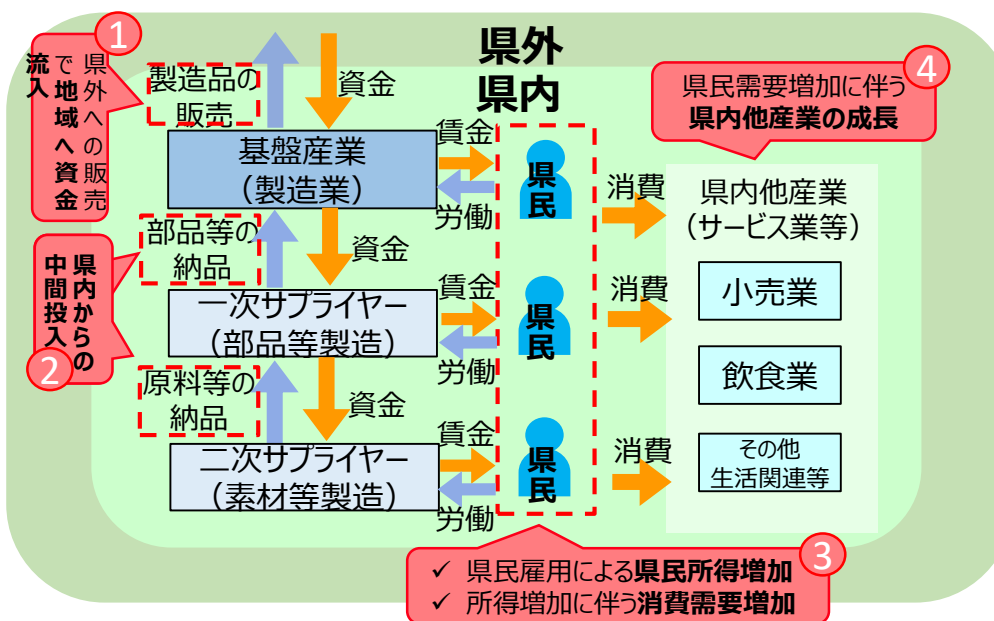 県外
県内
1
県外への販売
で地域へ資金
流入
製造品の
販売
資金
基盤産業
（製造業）
賃金
労働
県民
消費
4
県民需要増加に伴う
県内他産業の成長
県内他産業
（サービス業等）
小売業
飲食業
その他
生活関連等
2
県内からの
中間投入
部品等の
納品
資金
一次サプライヤー
（部品等製造）
賃金
労働
県民
消費
原料等の
納品
資金
二次サプライヤー
（素材等製造）
賃金
労働
県民
消費
3
✓ 県民雇用による県民所得増加
✓ 所得増加に伴う消費需要増加